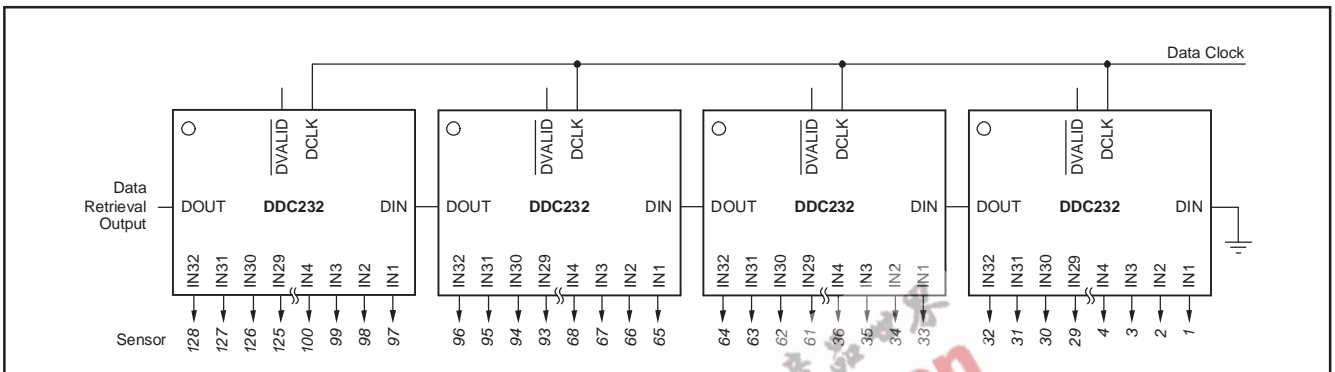 Data Clock
DVALID DCLK DVALID DCLK DVALID DCLK DVALID DCLK
Data
Retrieval
Output
DOUT DDC232 DIN DOUT DDC232 DIN DOUT DDC232 DIN DOUT DDC232 DIN
IN32 IN31 IN30 IN29 IN4 IN3 IN2 IN1 IN32 IN31 IN30 IN29 IN4 IN3 IN2 IN1 IN32 IN31 IN30 IN29 IN4 IN3 IN2 IN1 IN32 IN31 IN30 IN29 IN4 IN3 IN2 IN1
Sensor 128 127 126 125 100 99 98 97 96 95 94 93 68 67 66 65 64 63 62 61 36 35 34 33 32 31 30 29 4 3 2 1